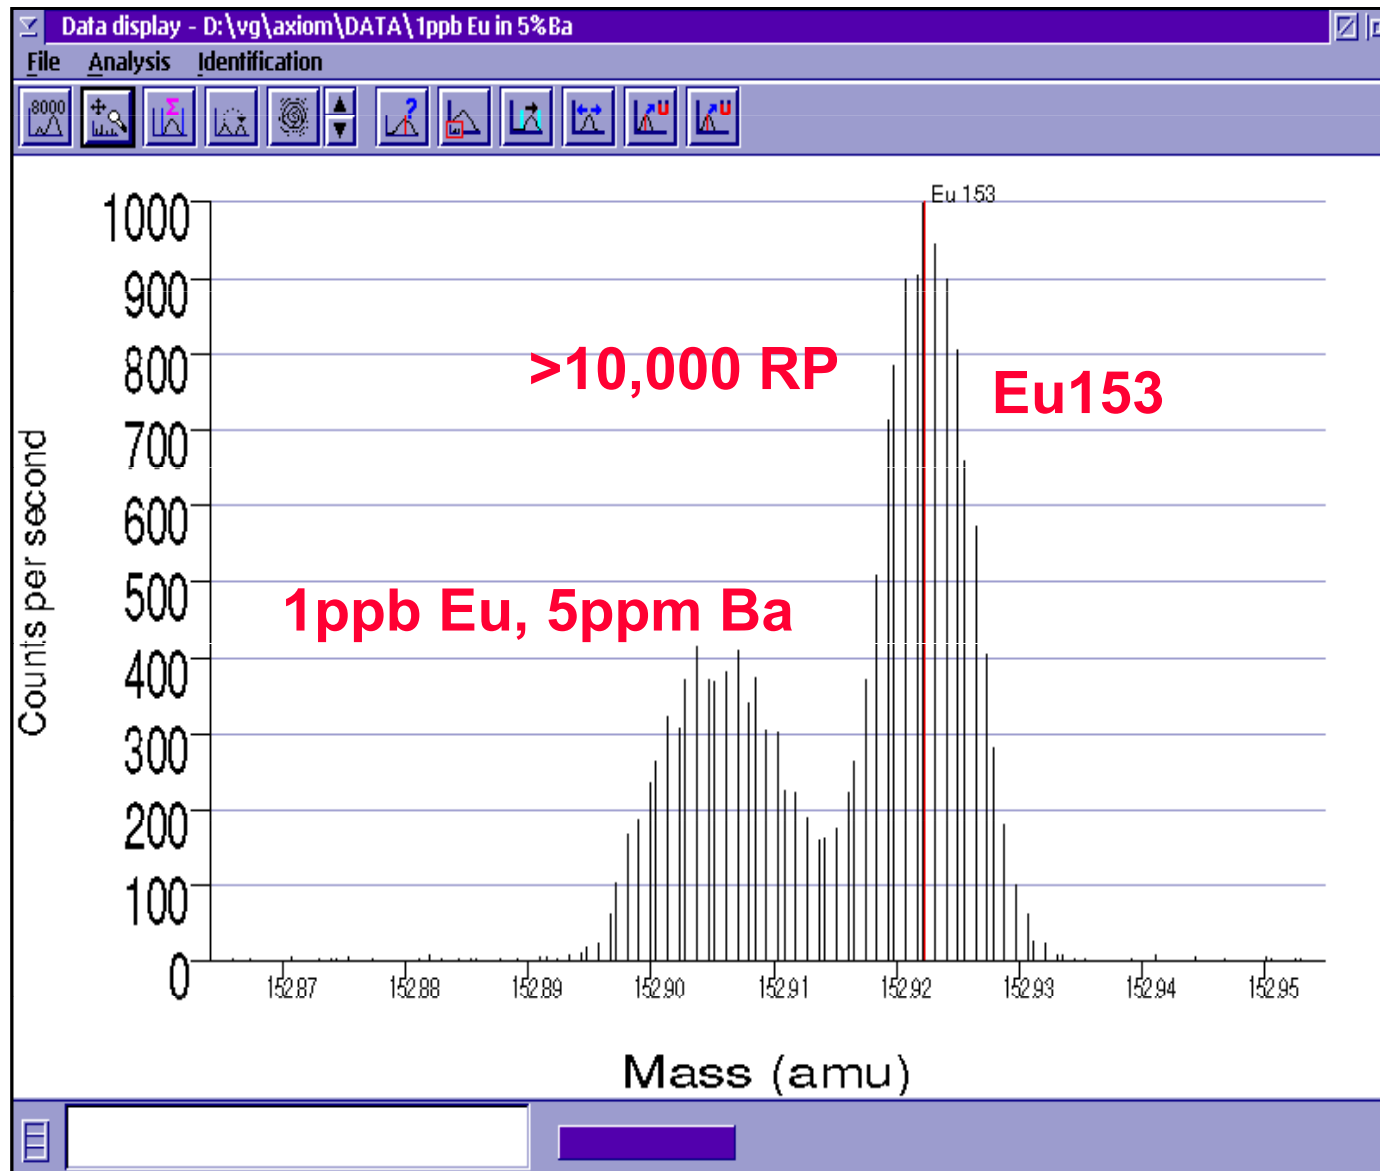 Data display - D:\vg\axiom\DATA\1ppb Eu in 5%Ba
File Analysis Identification
8000 Σ ? U U
Eu 153
1000
900
800
700
600
500
400
300
200
100
0
>10,000 RP
Eu153
1ppb Eu, 5ppm Ba
Counts per second
152.87 152.88 152.89 152.90 152.91 152.92 152.93 152.94 152.95
Mass (amu)